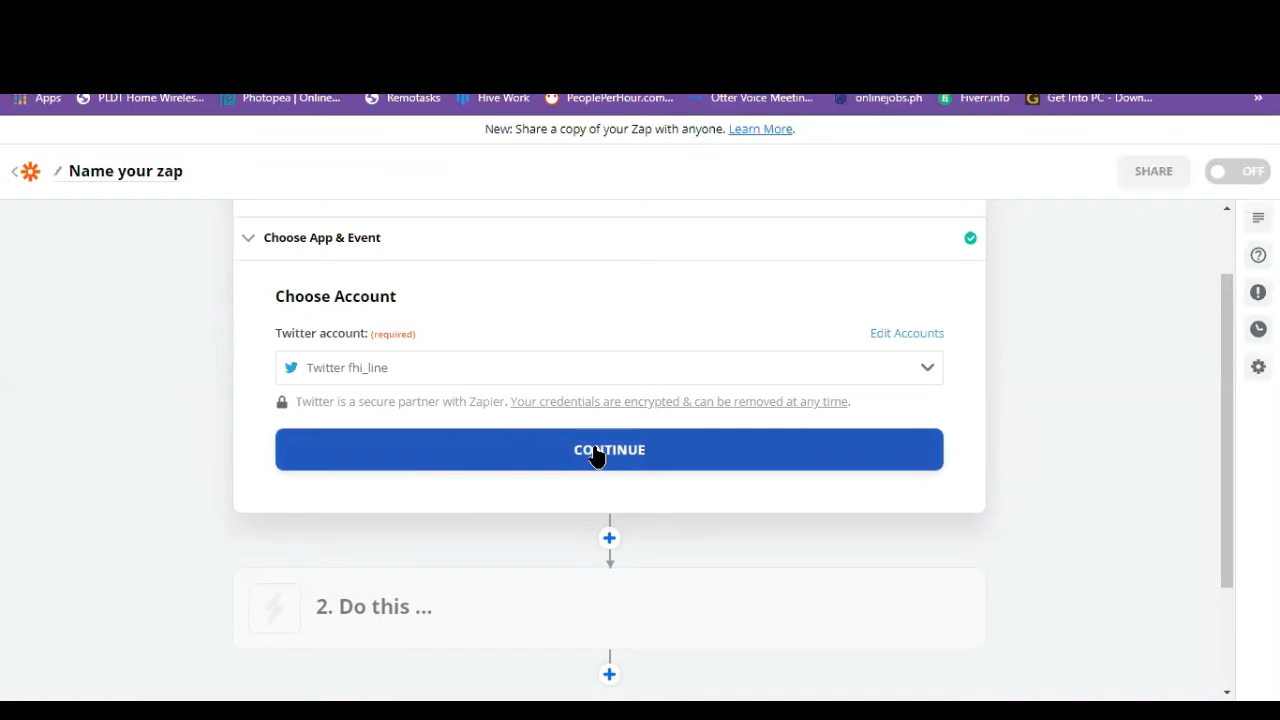 Apps PLDT Home Wireles... Photopea | Online... Remotasks Hive Work PeoplePerHour.com... Otter Voice Meetin... onlinejobs.ph Fiverr.info Get Into PC - Down... »
New: Share a copy of your Zap with anyone. Learn More.
Name your zap SHARE OFF
Choose App & Event
Choose Account
Twitter account: (required) Edit Accounts
Twitter fhi_line
Twitter is a secure partner with Zapier. Your credentials are encrypted & can be removed at any time.
CONTINUE
2. Do this ...